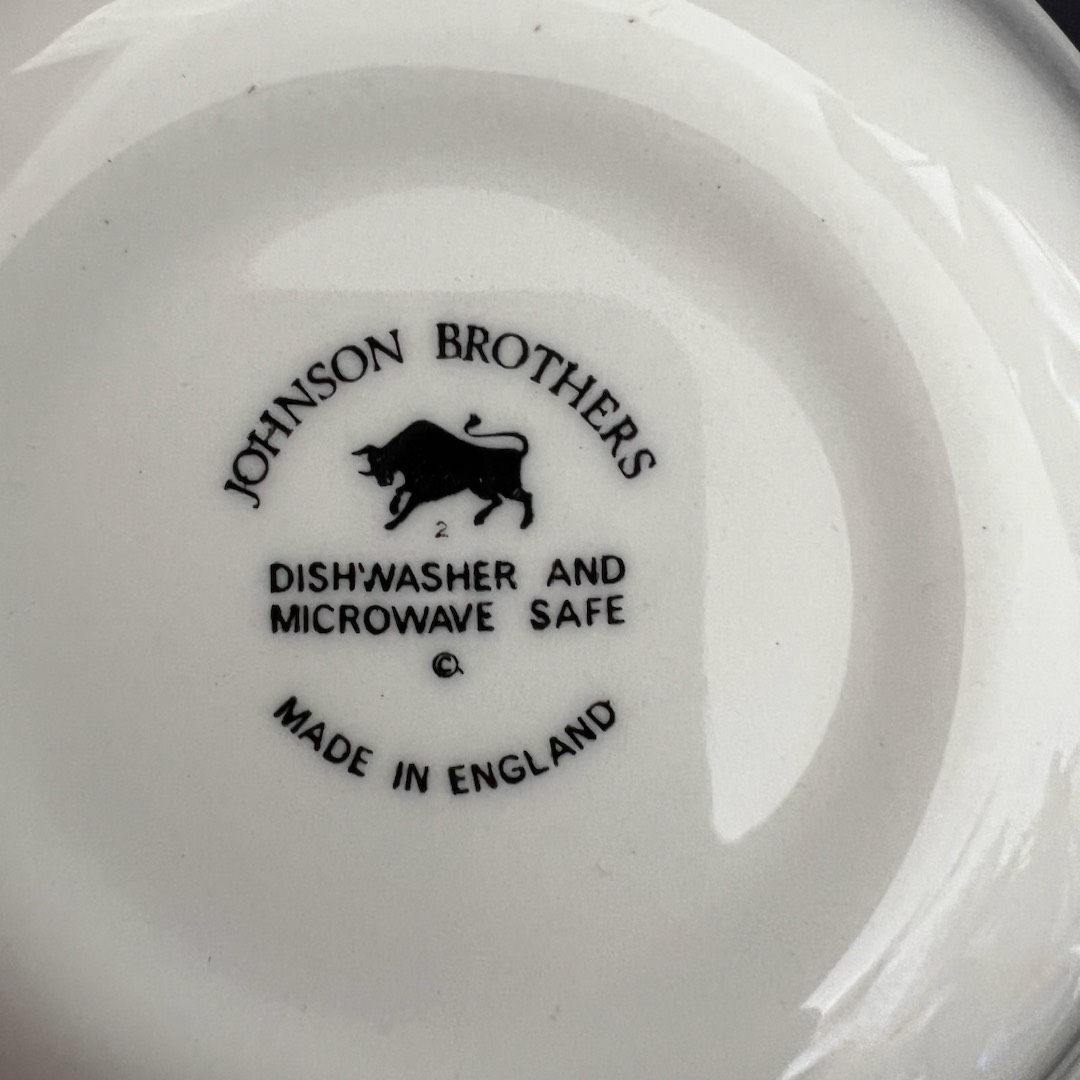 JOHNSON BROTHERS
2
DISHWASHER AND
MICROWAVE SAFE
©
MADE IN ENGLAND